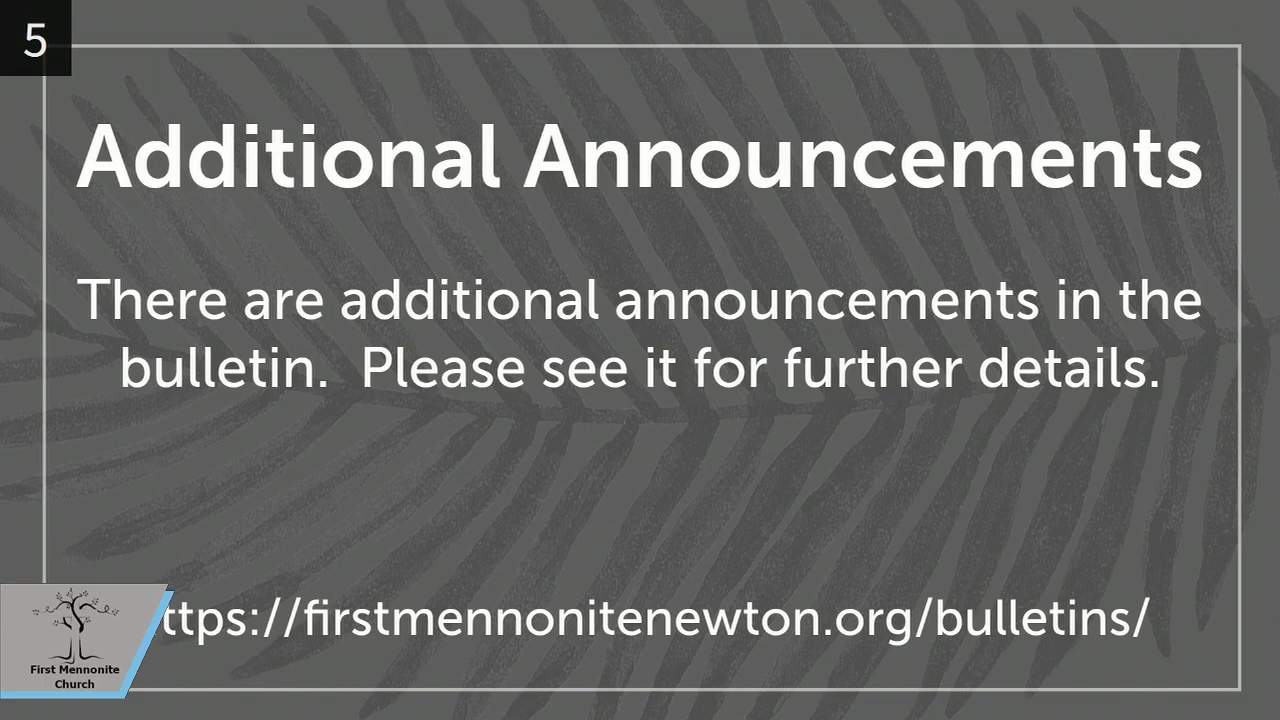 5
Additional Announcements
There are additional announcements in the
bulletin.  Please see it for further details.
ttps://firstmennonitenewton.org/bulletins/
First Mennonite
Church